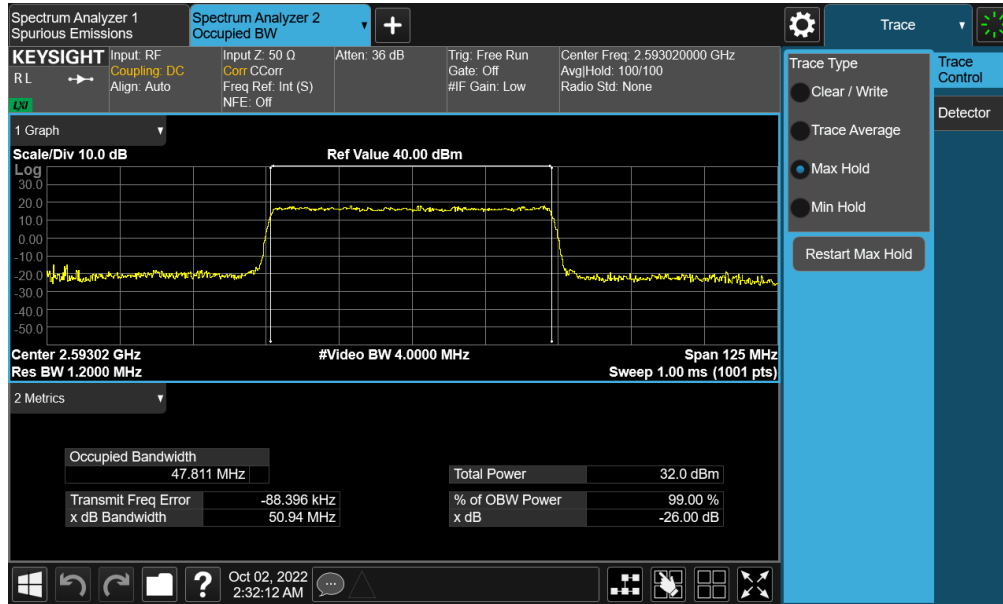 Spectrum Analyzer 1
Spurious Emissions
Spectrum Analyzer 2
Occupied BW
+
Trace
KEYSIGHT
R L
LXI
Input: RF
Coupling: DC
Align: Auto
Input Z: 50 Ω
Corr CCorr
Freq Ref: Int (S)
NFE: Off
Atten: 36 dB
Trig: Free Run
Gate: Off
#IF Gain: Low
Center Freq: 2.593020000 GHz
Avg|Hold: 100/100
Radio Std: None
Trace Type
Clear / Write
Trace Average
Max Hold
Min Hold
Restart Max Hold
Trace
Control
Detector
1 Graph
Scale/Div 10.0 dB
Ref Value 40.00 dBm
Log
30.0
20.0
10.0
0.00
-10.0
-20.0
-30.0
-40.0
-50.0
Center 2.59302 GHz
#Video BW 4.0000 MHz
Span 125 MHz
Res BW 1.2000 MHz
Sweep 1.00 ms (1001 pts)
2 Metrics
Occupied Bandwidth
47.811 MHz
Total Power 32.0 dBm
Transmit Freq Error -88.396 kHz
% of OBW Power 99.00 %
x dB Bandwidth 50.94 MHz
x dB -26.00 dB
?
Oct 02, 2022
2:32:12 AM